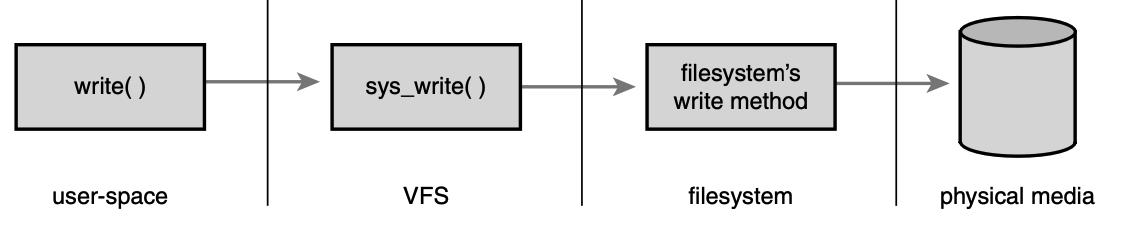 write( )
sys_write( )
filesystem's
write method
user-space
VFS
filesystem
physical media